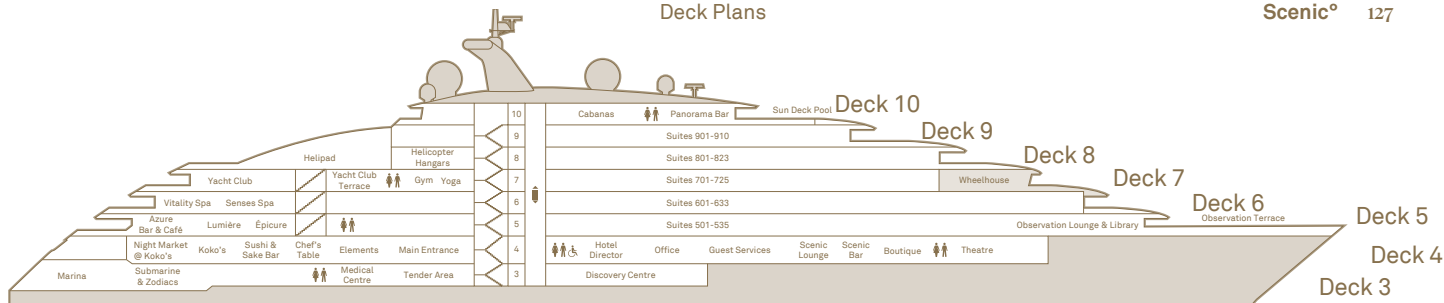 Deck Plans
Scenic° 127
10 Cabanas Panorama Bar Sun Deck Pool Deck 10
9 Suites 901-910 Deck 9
Helipad
Helicopter
Hangars
8 Suites 801-823 Deck 8
Yacht Club
Yacht Club
Terrace
Gym Yoga
7 Suites 701-725 Wheelhouse Deck 7
Vitality Spa Senses Spa 6 Suites 601-633 Deck 6
Observation Terrace
Azure
Bar & Café
Lumière Épicure 5 Suites 501-535 Observation Lounge & Library Deck 5
Night Market
@ Koko's
Koko's
Sushi &
Sake Bar
Chef's
Table
Elements Main Entrance 4
Hotel
Director
Office Guest Services
Scenic
Lounge
Scenic
Bar
Boutique Theatre Deck 4
Marina
Submarine
& Zodiacs
Medical
Centre
Tender Area 3 Discovery Centre Deck 3